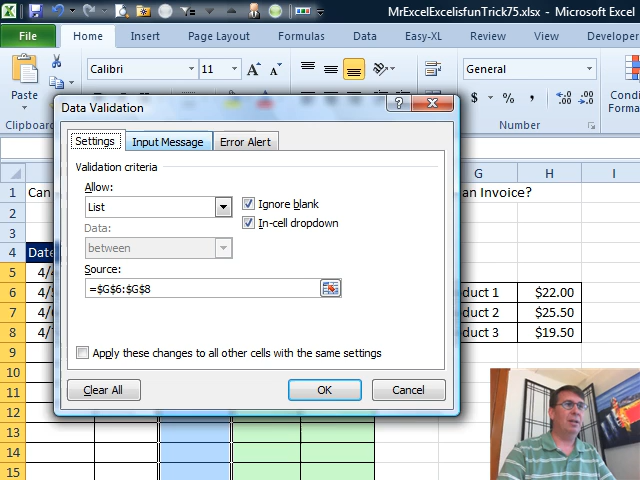 MrExcelExcelisfunTrick75.xlsx - Microsoft Excel
File Home Insert Page Layout Formulas Data Easy-XL Review View Developer
Paste
Calibri 11 A A General
$ % ,
Clipboard Number
Data Validation
Settings Input Message Error Alert
Validation criteria
Allow:
List Ignore blank
Data: In-cell dropdown
between
Source:
=$G$6:$G$8
Apply these changes to all other cells with the same settings
Clear All OK Cancel
G H I
1 Can an Invoice?
2
3
4 Date
5 4/
6 4/ duct 1 $22.00
7 4/ duct 2 $25.50
8 4/ duct 3 $19.50
9
10
11
12
13
14
15